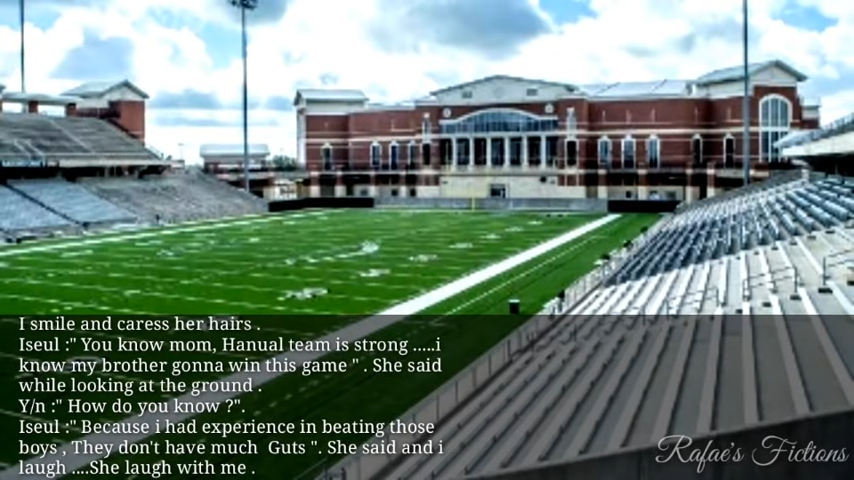 I smile and caress her hairs .
Iseul :" You know mom, Hanual team is strong .....i
know my brother gonna win this game " . She said
while looking at the ground .
Y/n :" How do you know ?".
Iseul :" Because i had experience in beating those
boys , They don't have much  Guts ". She said and i
laugh ....She laugh with me .
Rafae's Fictions